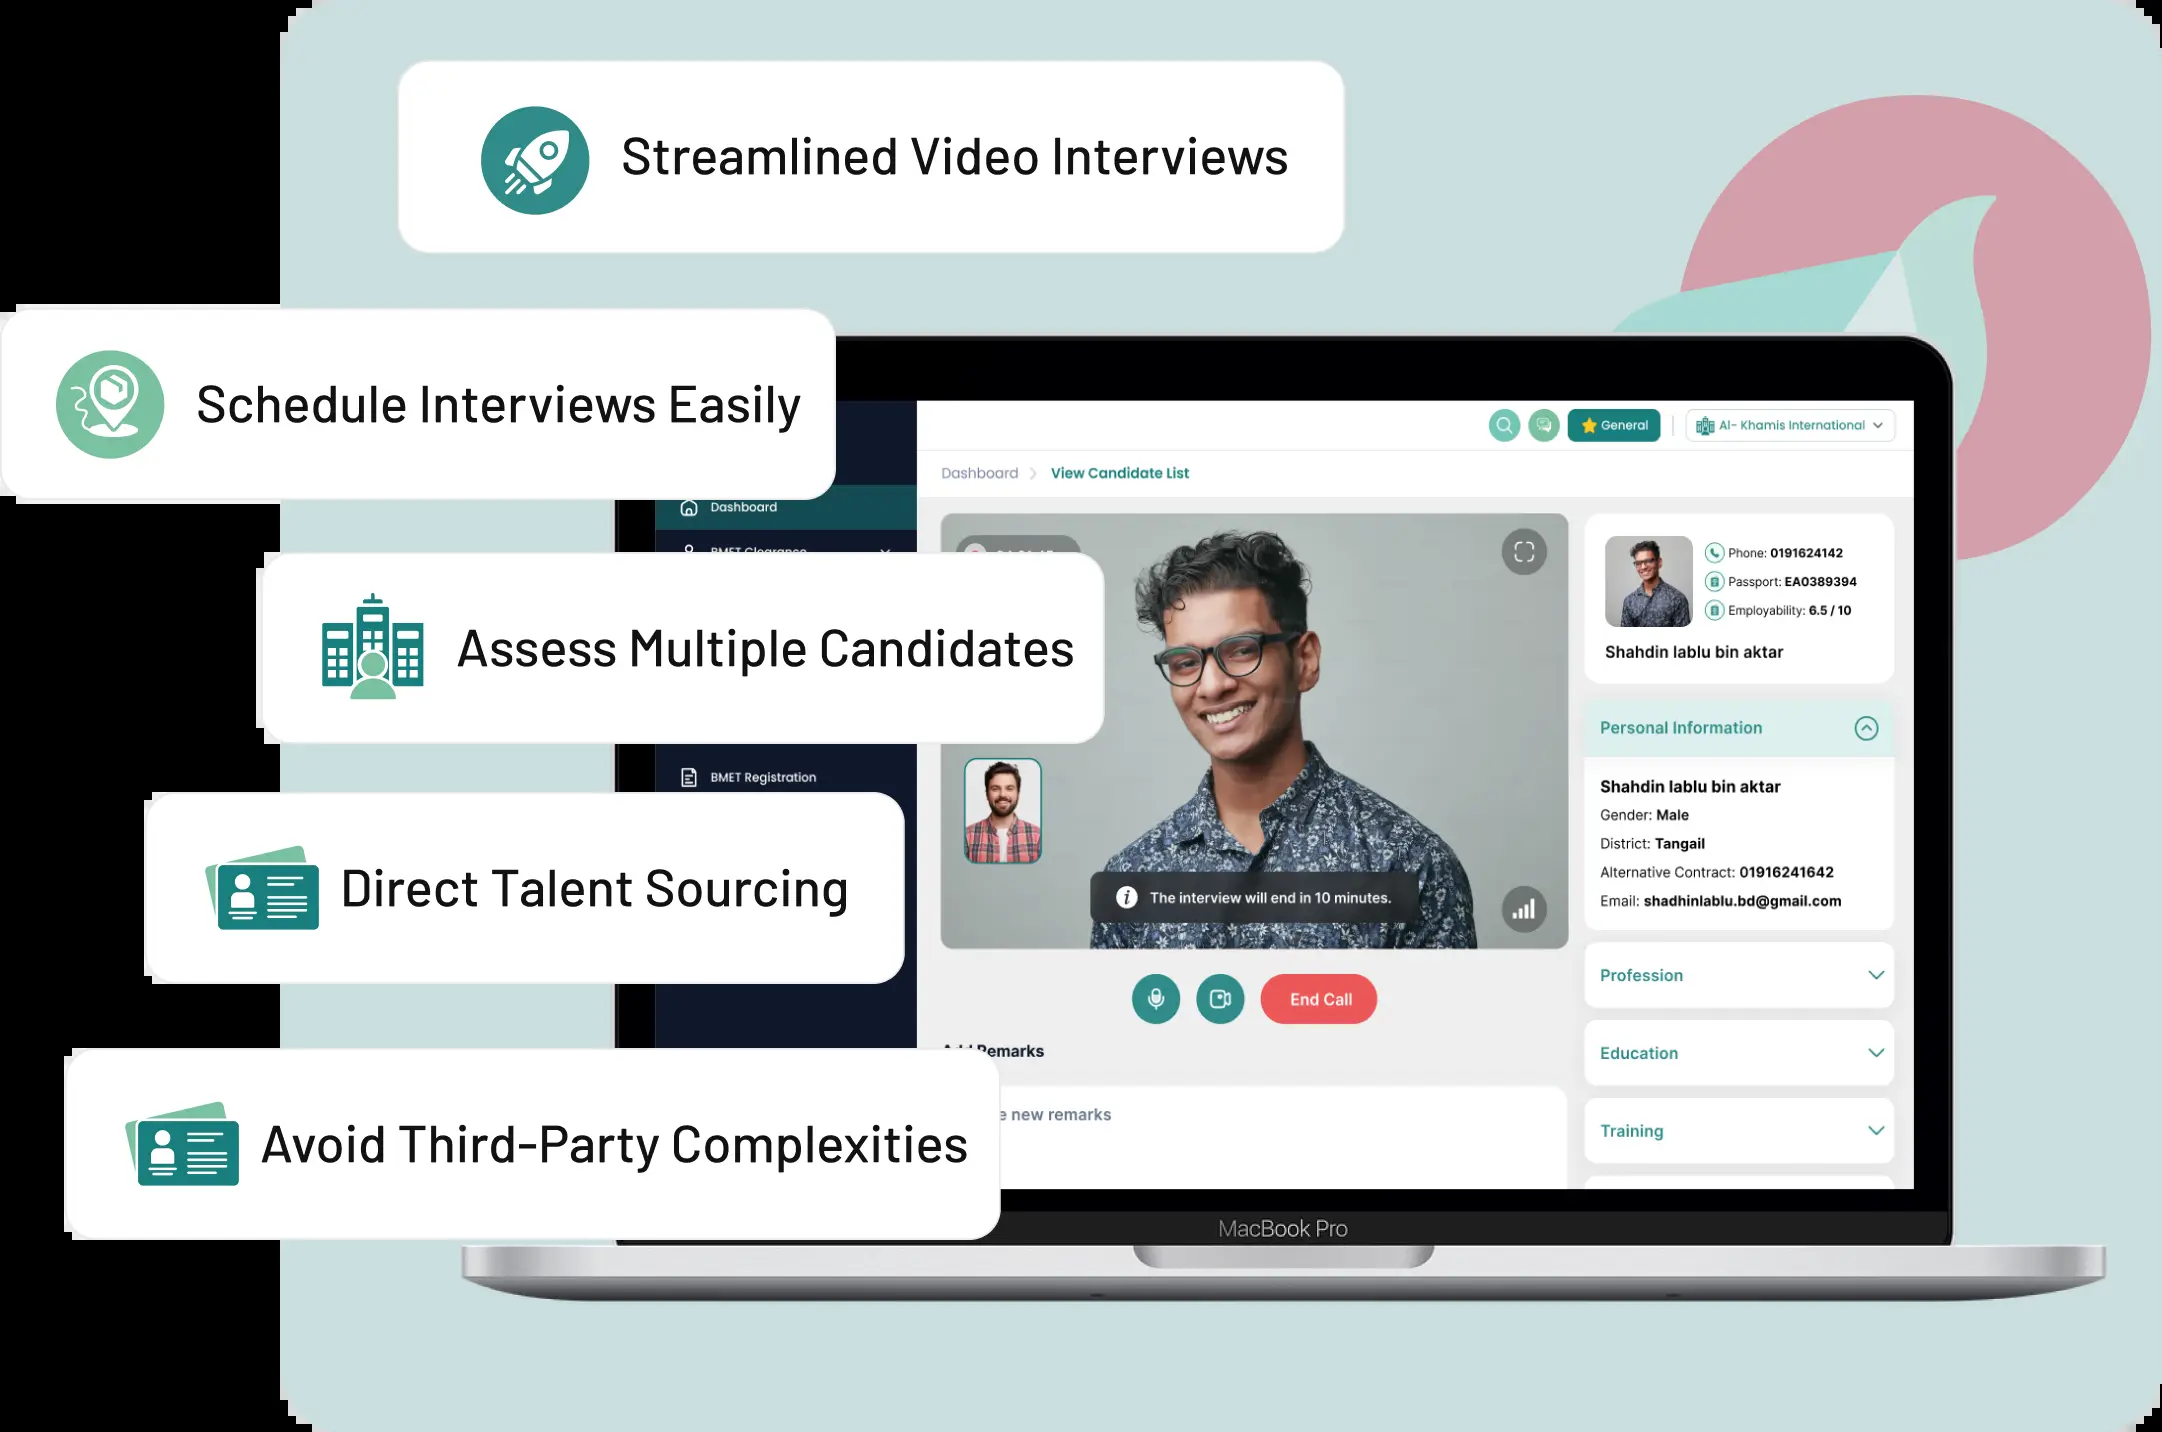 Streamlined Video Interviews
Schedule Interviews Easily
Assess Multiple Candidates
Direct Talent Sourcing
Avoid Third-Party Complexities
General
Al- Khamis International
Dashboard
View Candidate List
Dashboard
BMET Clearance
BMET Registration
The interview will end in 10 minutes.
End Call
Remarks
new remarks
Phone: 0191624142
Passport: EA0389394
Employability: 6.5 / 10
Shahdin lablu bin aktar
Personal Information
Shahdin lablu bin aktar
Gender: Male
District: Tangail
Alternative Contract: 01916241642
Email: shadhinlablu.bd@gmail.com
Profession
Education
Training
MacBook Pro